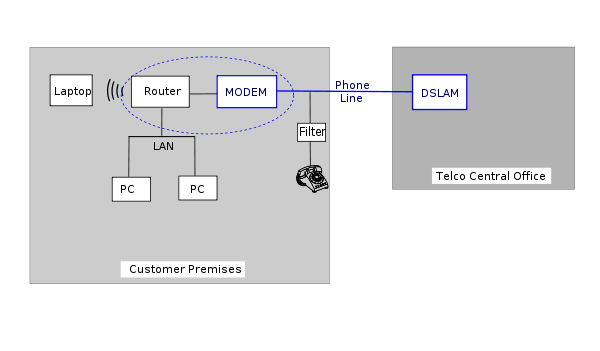 Laptop
Router
MODEM
Phone
Line
DSLAM
Filter
LAN
PC
PC
Telco Central Office
Customer Premises